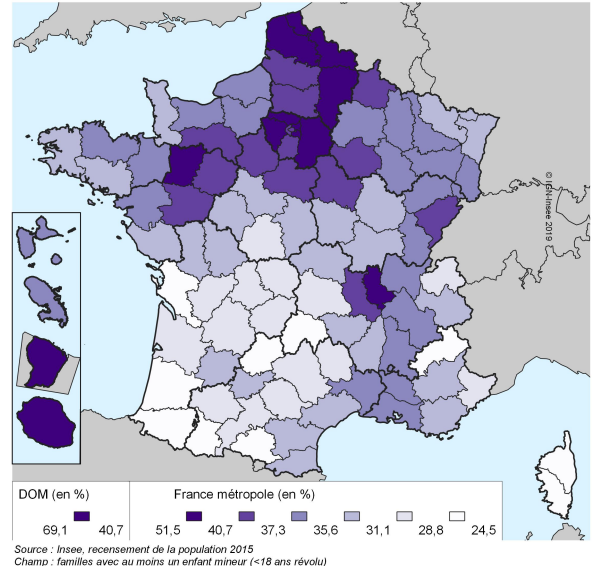 © IGN-Insee 2019
DOM (en %)
France métropole (en %)
69,1 40,7
51,5 40,7 37,3 35,6 31,1 28,8 24,5
Source : Insee, recensement de la population 2015
Champ : familles avec au moins un enfant mineur (<18 ans révolu)